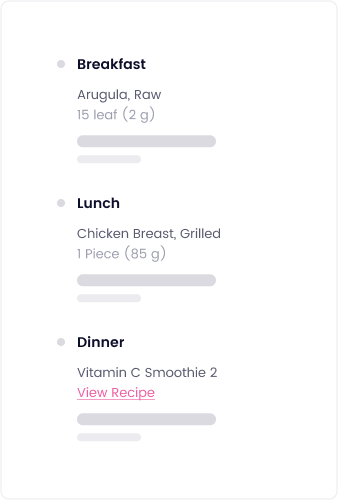 Breakfast
Arugula, Raw
15 leaf (2 g)
Lunch
Chicken Breast, Grilled
1 Piece (85 g)
Dinner
Vitamin C Smoothie 2
View Recipe